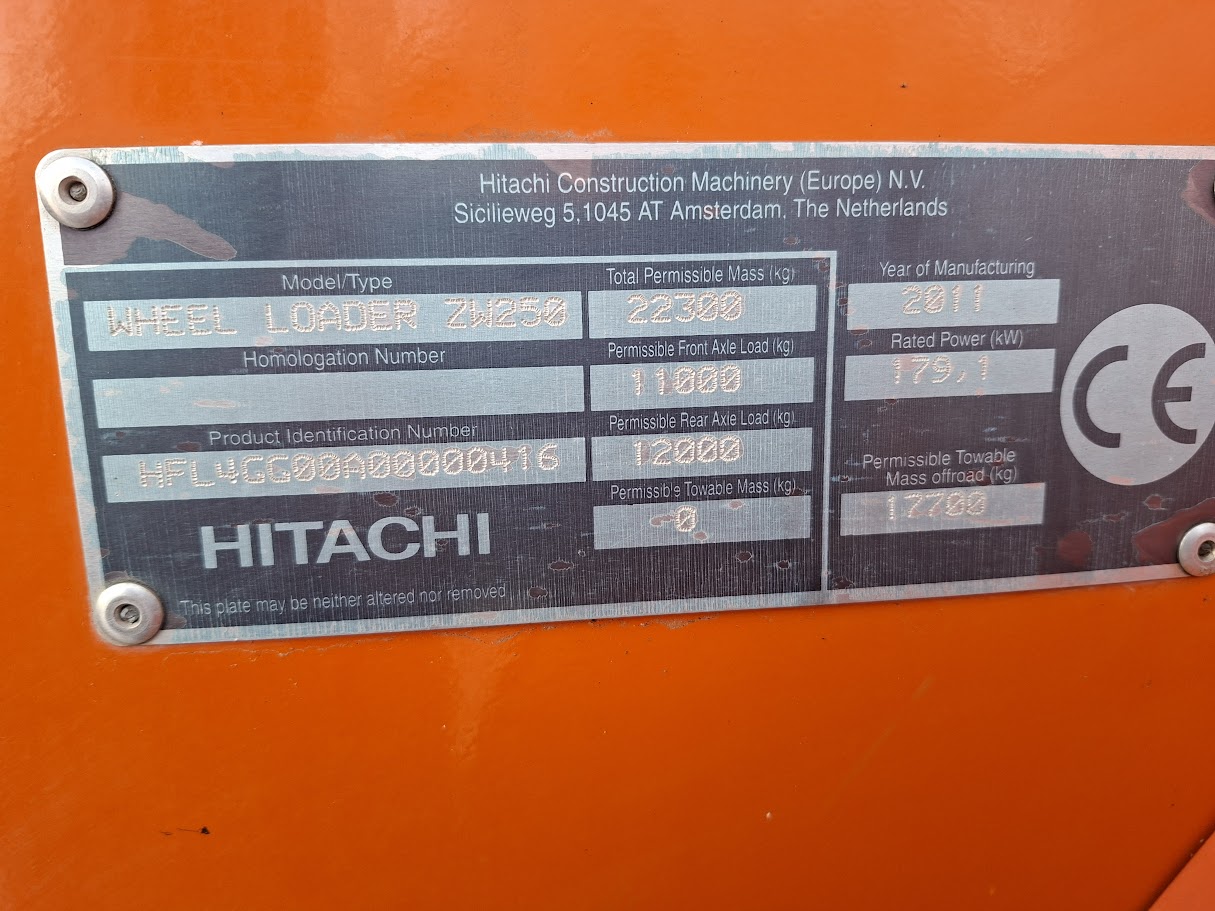 Hitachi Construction Machinery (Europe) N.V.
Sicilieweg 5,1045 AT Amsterdam, The Netherlands
Model/Type
WHEEL LOADER ZW250
Homologation Number
Product Identification Number
HFL4GG00A00000416
HITACHI
This plate may be neither altered nor removed
Total Permissible Mass (kg)
22300
Permissible Front Axle Load (kg)
11000
Permissible Rear Axle Load (kg)
12000
Permissible Towable Mass (kg)
0
Year of Manufacturing
2011
Rated Power (kW)
179,1
Permissible Towable
Mass offroad (kg)
17700
CE